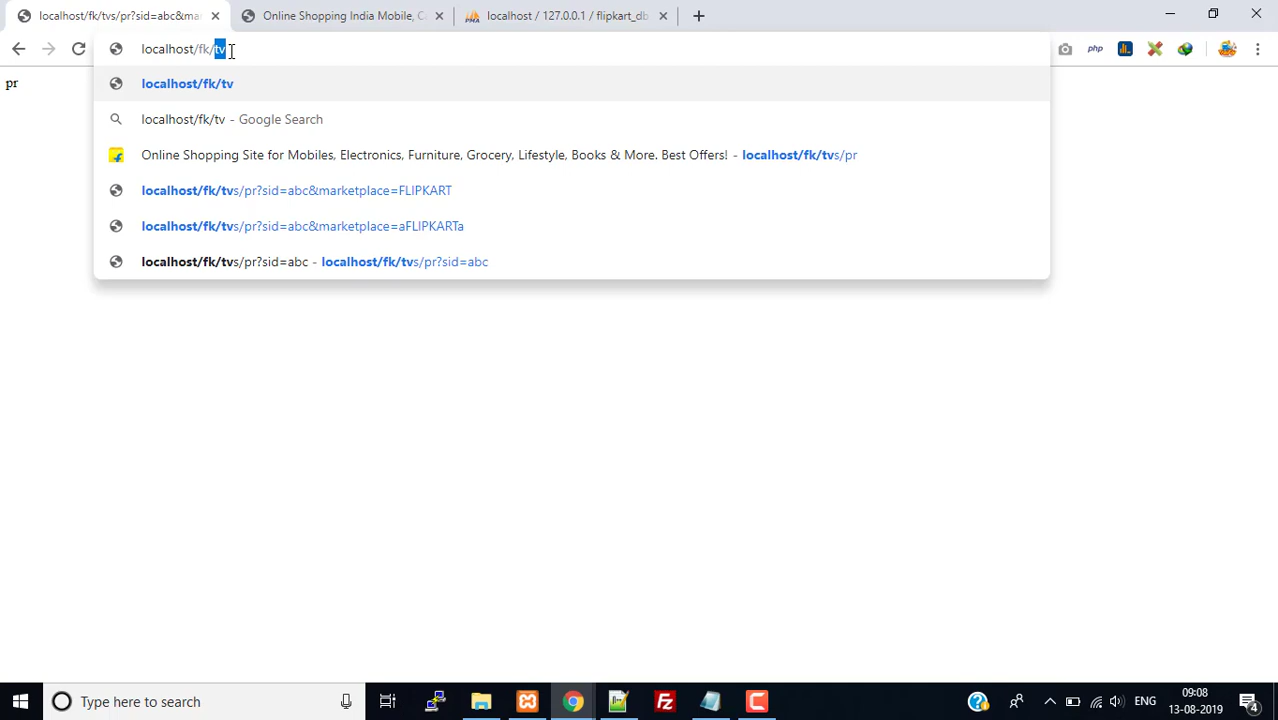 localhost/fk/tvs/pr?sid=abc&mar
Online Shopping India Mobile, C
localhost / 127.0.0.1 / flipkart_db
localhost/fk/tv
php
pr
localhost/fk/tv
localhost/fk/tv - Google Search
Online Shopping Site for Mobiles, Electronics, Furniture, Grocery, Lifestyle, Books & More. Best Offers! - localhost/fk/tvs/pr
localhost/fk/tvs/pr?sid=abc&marketplace=FLIPKART
localhost/fk/tvs/pr?sid=abc&marketplace=aFLIPKARTa
localhost/fk/tvs/pr?sid=abc - localhost/fk/tvs/pr?sid=abc
Type here to search
ENG
09:08
13-08-2019
4